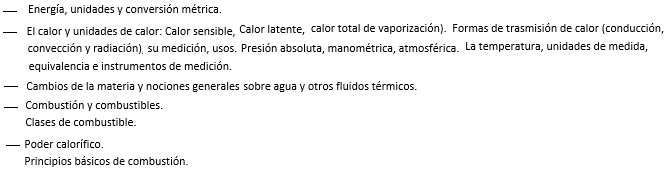 — Energía, unidades y conversión métrica.
— El calor y unidades de calor: Calor sensible, Calor latente, calor total de vaporización). Formas de trasmisión de calor (conducción,
convección y radiación), su medición, usos. Presión absoluta, manométrica, atmosférica. La temperatura, unidades de medida,
equivalencia e instrumentos de medición.
— Cambios de la materia y nociones generales sobre agua y otros fluidos térmicos.
— Combustión y combustibles.
Clases de combustible.
— Poder calorífico.
Principios básicos de combustión.